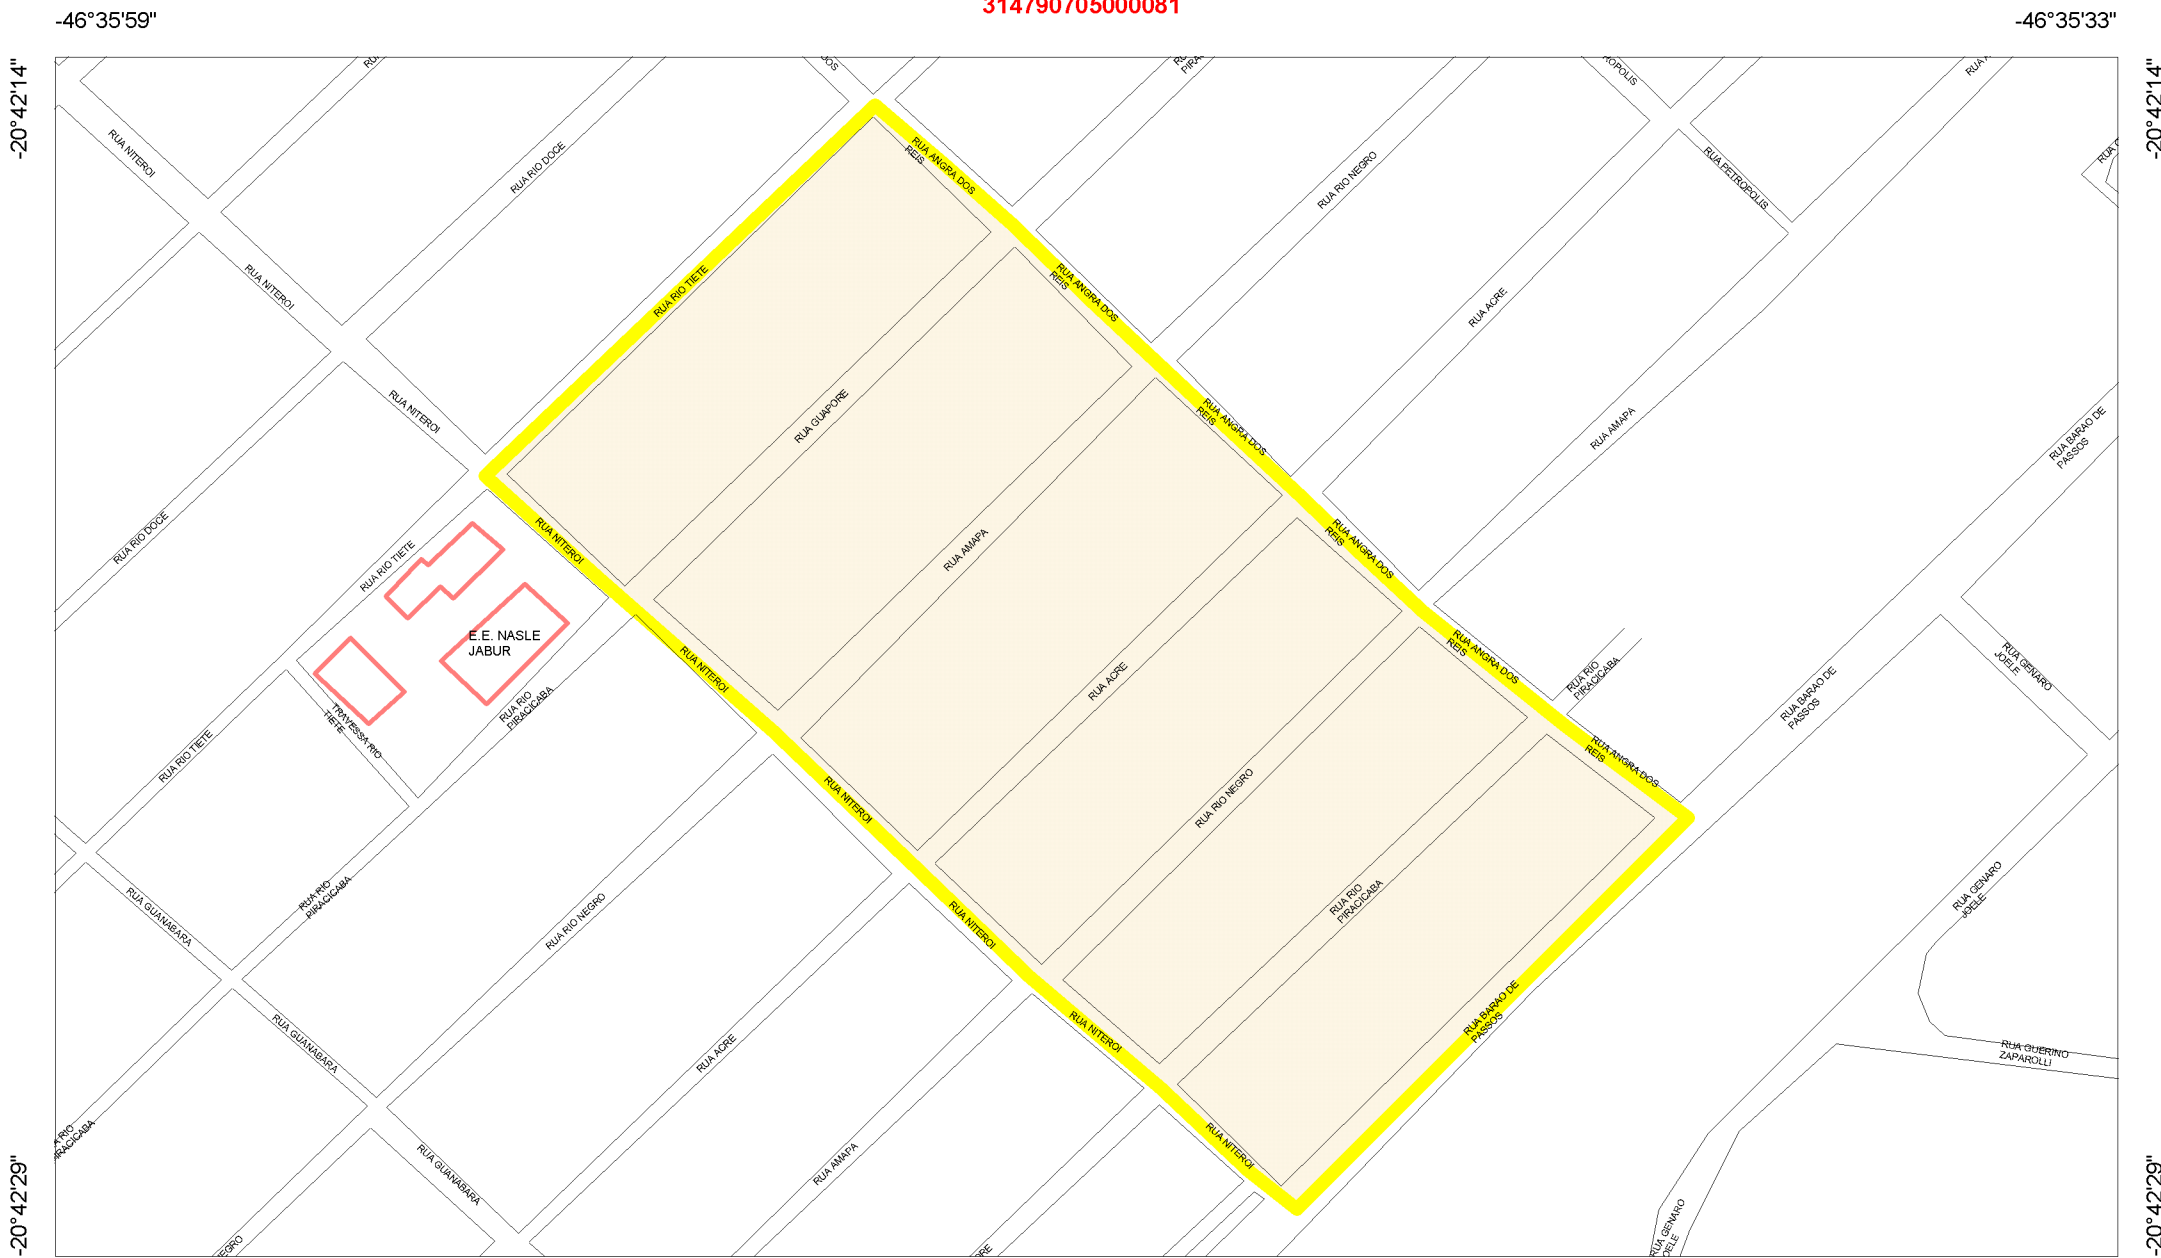 314790705000081
-46°35'59"
-46°35'33"
-20°42'14"
-20°42'14"
RUA NITEROI
RUA RIO DOCE
RUA ANGRA DOS
REIS
RUA RIO NEGRO
RUA PETROPOLIS
RUA NITEROI
RUA RIO TIETE
RUA ANGRA DOS
REIS
RUA ACRE
RUA NITEROI
RUA GUAPORE
RUA ANGRA DOS
REIS
RUA AMAPA
RUA BARAO DE
PASSOS
RUA RIO DOCE
RUA RIO TIETE
RUA NITEROI
RUA AMAPA
RUA ANGRA DOS
REIS
E.E. NASLE
JABUR
RUA NITEROI
RUA ACRE
RUA ANGRA DOS
REIS
RUA RIO
PIRACICABA
RUA GENARO
JOELE
RUA RIO TIETE
TRAVESSA RIO
TIETE
RUA RIO
PIRACICABA
RUA BARAO DE
PASSOS
RUA ANGRA DOS
REIS
RUA NITEROI
RUA RIO NEGRO
RUA GUANABARA
RUA RIO
PIRACICABA
RUA RIO NEGRO
RUA NITEROI
RUA RIO
PIRACICABA
RUA GENARO
JOELE
RUA GUANABARA
RUA ACRE
RUA NITEROI
RUA BARAO DE
PASSOS
RUA GUERINO
ZAPAROLLI
RUA GUANABARA
RUA AMAPA
RUA NITEROI
RUA GENARO
-20°42'29"
-20°42'29"